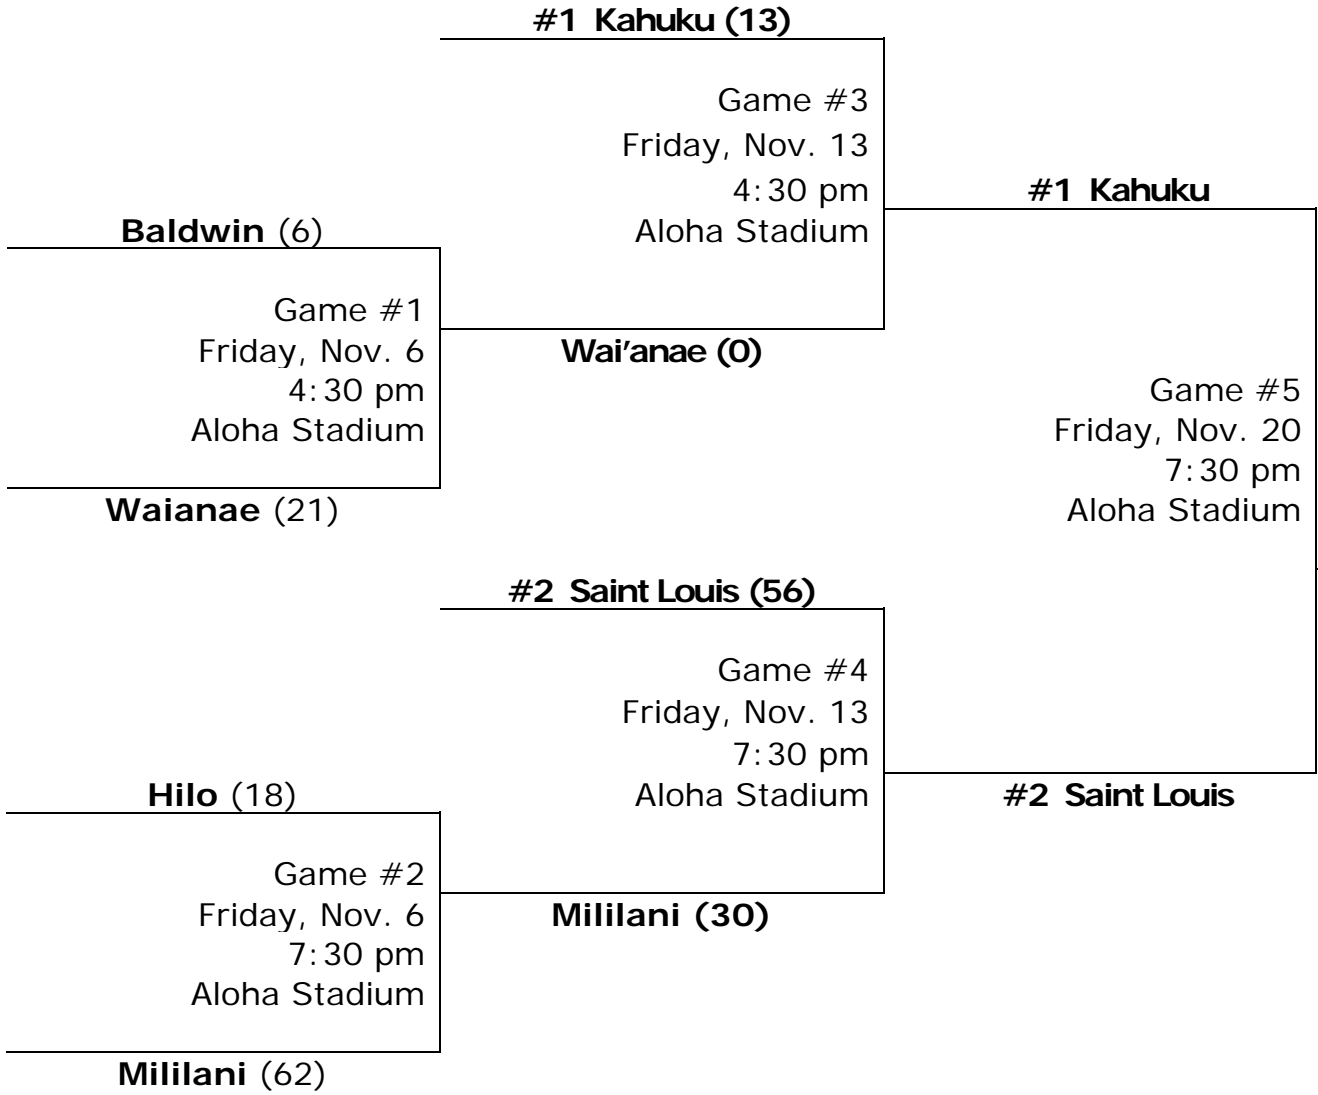 #1 Kahuku (13)
Game #3
Friday, Nov. 13
4:30 pm
Aloha Stadium
#1 Kahuku
Baldwin (6)
Game #1
Friday, Nov. 6
4:30 pm
Aloha Stadium
Wai'anae (0)
Waianae (21)
Game #5
Friday, Nov. 20
7:30 pm
Aloha Stadium
#2 Saint Louis (56)
Game #4
Friday, Nov. 13
7:30 pm
Aloha Stadium
#2 Saint Louis
Hilo (18)
Game #2
Friday, Nov. 6
7:30 pm
Aloha Stadium
Mililani (30)
Mililani (62)